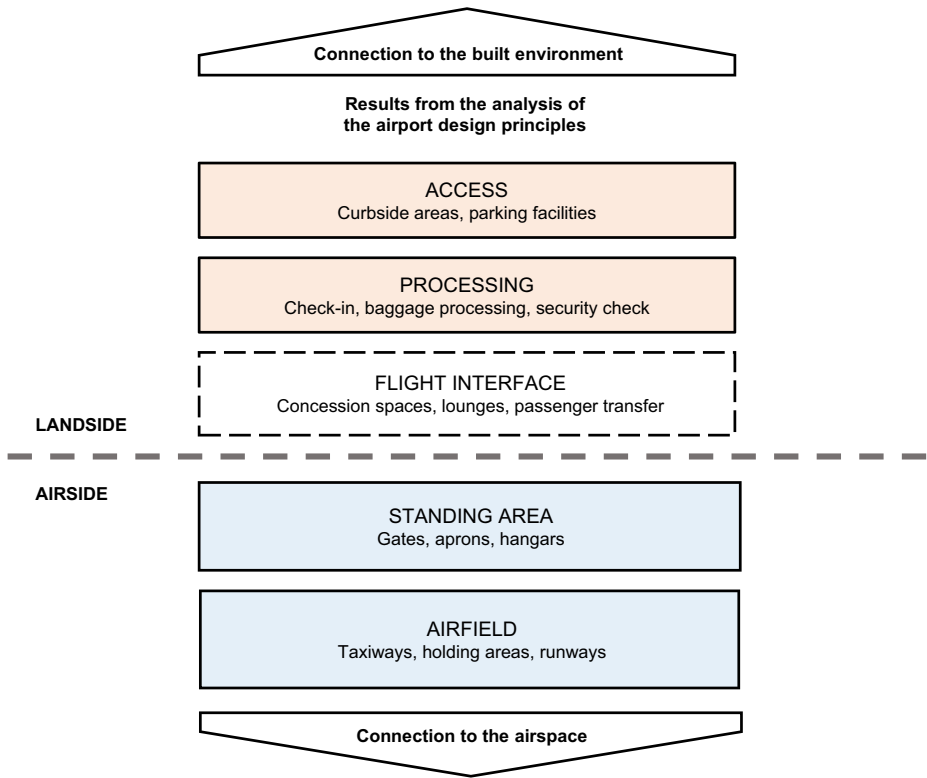 Connection to the built environment
Results from the analysis of
the airport design principles
ACCESS
Curbside areas, parking facilities
PROCESSING
Check-in, baggage processing, security check
FLIGHT INTERFACE
Concession spaces, lounges, passenger transfer
LANDSIDE
AIRSIDE
STANDING AREA
Gates, aprons, hangars
AIRFIELD
Taxiways, holding areas, runways
Connection to the airspace